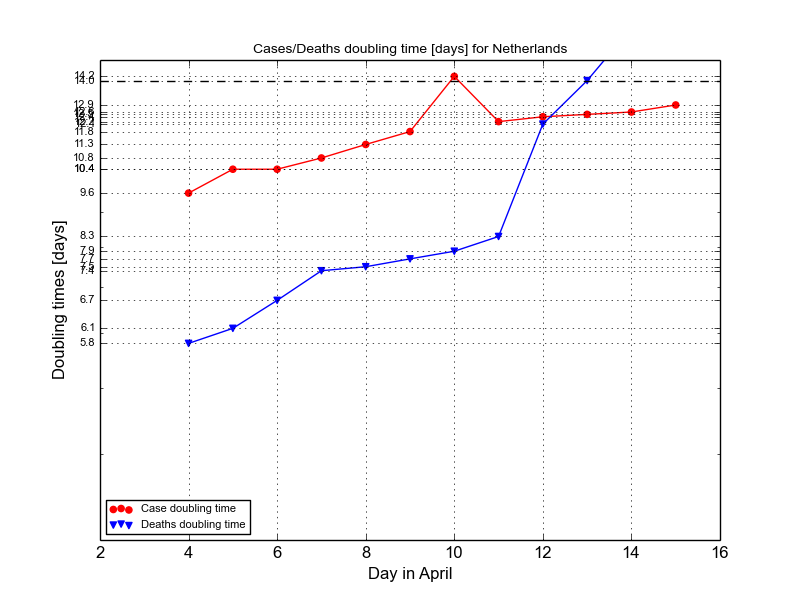 Cases/Deaths doubling time [days] for Netherlands
14.2
14.0
12.9
11.8
11.3
10.8
10.4
9.6
8.3
7.9
7.7
7.5
7.4
6.7
6.1
5.8
Doubling times [days]
Case doubling time
Deaths doubling time
2 4 6 8 10 12 14 16
Day in April